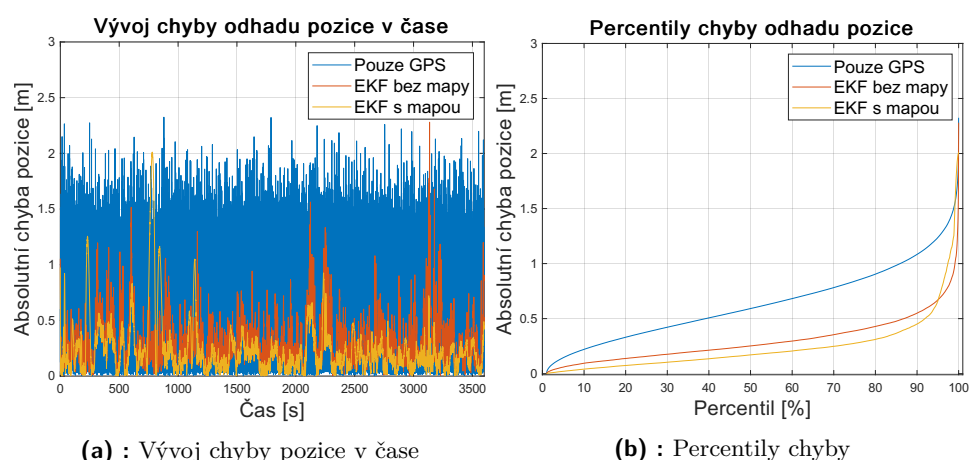 Vývoj chyby odhadu pozice v čase
Absolutní chyba pozice [m]
3
2.5
2
1.5
1
0.5
0
Pouze GPS
EKF bez mapy
EKF s mapou
0 500 1000 1500 2000 2500 3000 3500
Čas [s]
(a) : Vývoj chyby pozice v čase
Percentily chyby odhadu pozice
Absolutní chyba pozice [m]
3
2.5
2
1.5
1
0.5
0
Pouze GPS
EKF bez mapy
EKF s mapou
0 10 20 30 40 50 60 70 80 90 100
Percentil [%]
(b) : Percentily chyby